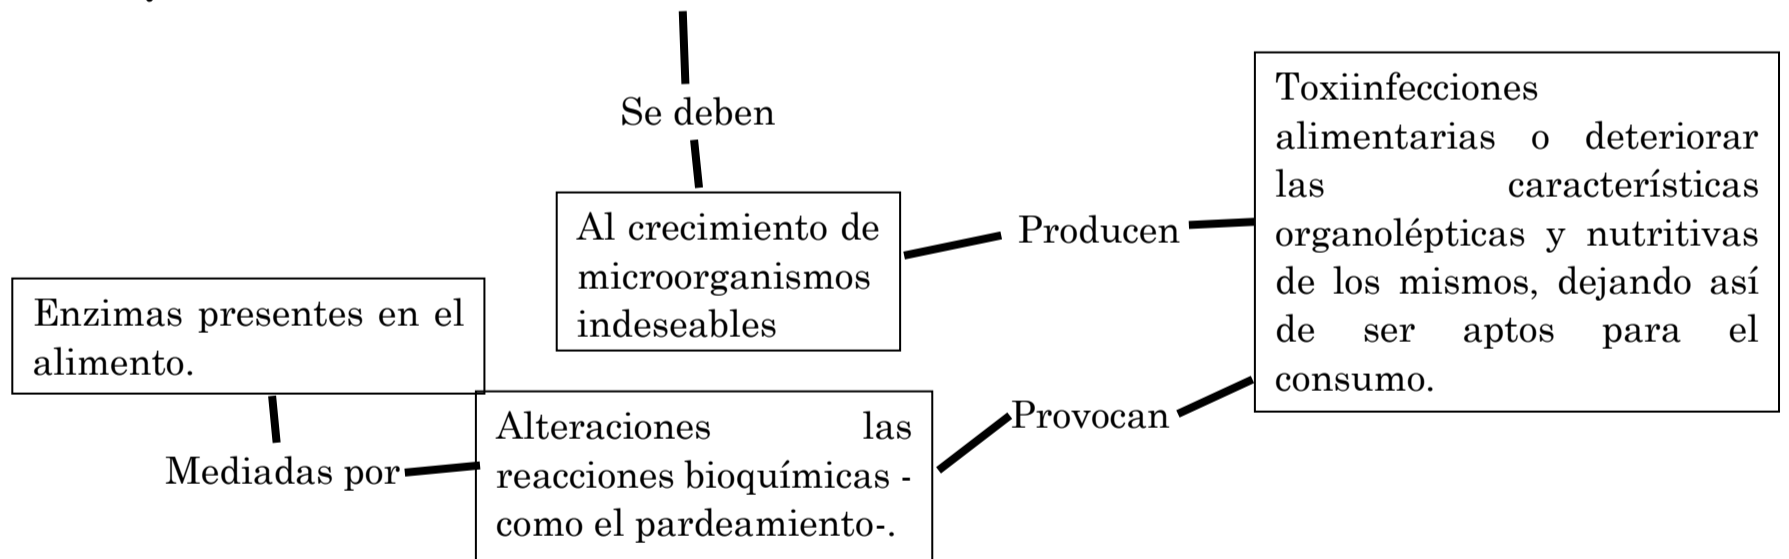 Se deben
Al crecimiento de
microorganismos
indeseables
Producen
Toxiinfecciones
alimentarias o deteriorar
las características
organolépticas y nutritivas
de los mismos, dejando así
de ser aptos para el
consumo.
Enzimas presentes en el
alimento.
Mediadas por
Alteraciones las
reacciones bioquímicas -
como el pardeamiento-.
Provocan